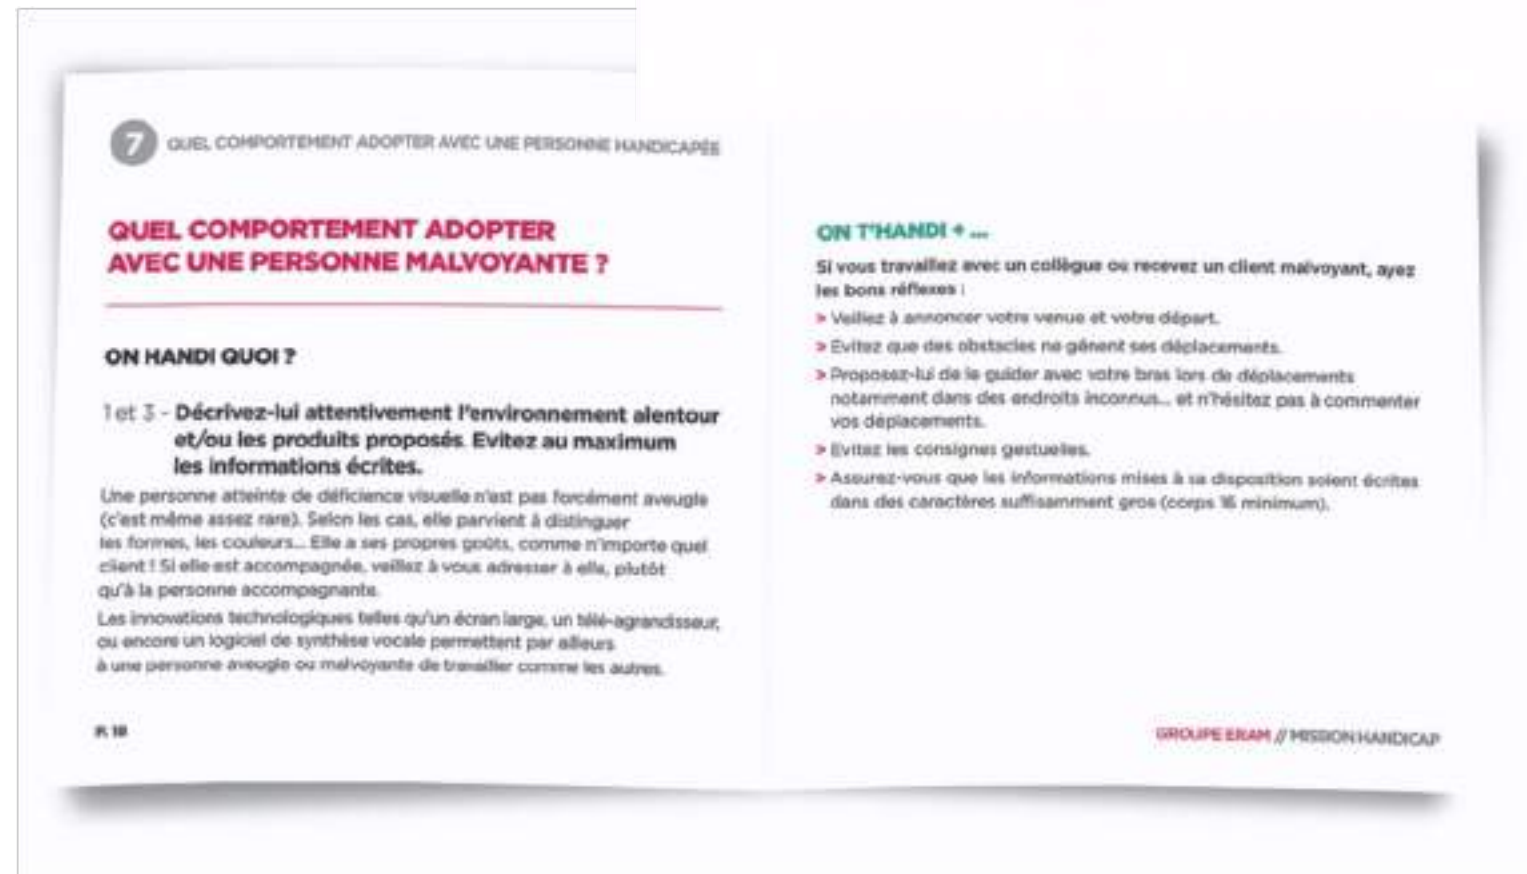 7 QUEL COMPORTEMENT ADOPTER AVEC UNE PERSONNE HANDICAPÉE
QUEL COMPORTEMENT ADOPTER
AVEC UNE PERSONNE MALVOYANTE ?
ON HANDI QUOI ?
1 et 3 - Décrivez-lui attentivement l'environnement alentour
et/ou les produits proposés. Evitez au maximum
les informations écrites.
Une personne atteinte de déficience visuelle n'est pas forcément aveugle
(c'est même assez rare). Selon les cas, elle parvient à distinguer
les formes, les couleurs... Elle a ses propres goûts, comme n'importe quel
client ! Si elle est accompagnée, veillez à vous adresser à elle, plutôt
qu'à la personne accompagnante.
Les innovations technologiques telles qu'un écran large, un télé-agrandisseur,
ou encore un logiciel de synthèse vocale permettent par ailleurs
à une personne aveugle ou malvoyante de travailler comme les autres.
P. 18
ON T'HANDI + ...
Si vous travaillez avec un collègue ou recevez un client malvoyant, ayez
les bons réflexes :
> Veillez à annoncer votre venue et votre départ.
> Evitez que des obstacles ne gênent ses déplacements.
> Proposez-lui de le guider avec votre bras lors de déplacements
notamment dans des endroits inconnus... et n'hésitez pas à commenter
vos déplacements.
> Evitez les consignes gestuelles.
> Assurez-vous que les informations mises à sa disposition soient écrites
dans des caractères suffisamment gros (corps 16 minimum).
GROUPE ERAM // MISSION HANDICAP